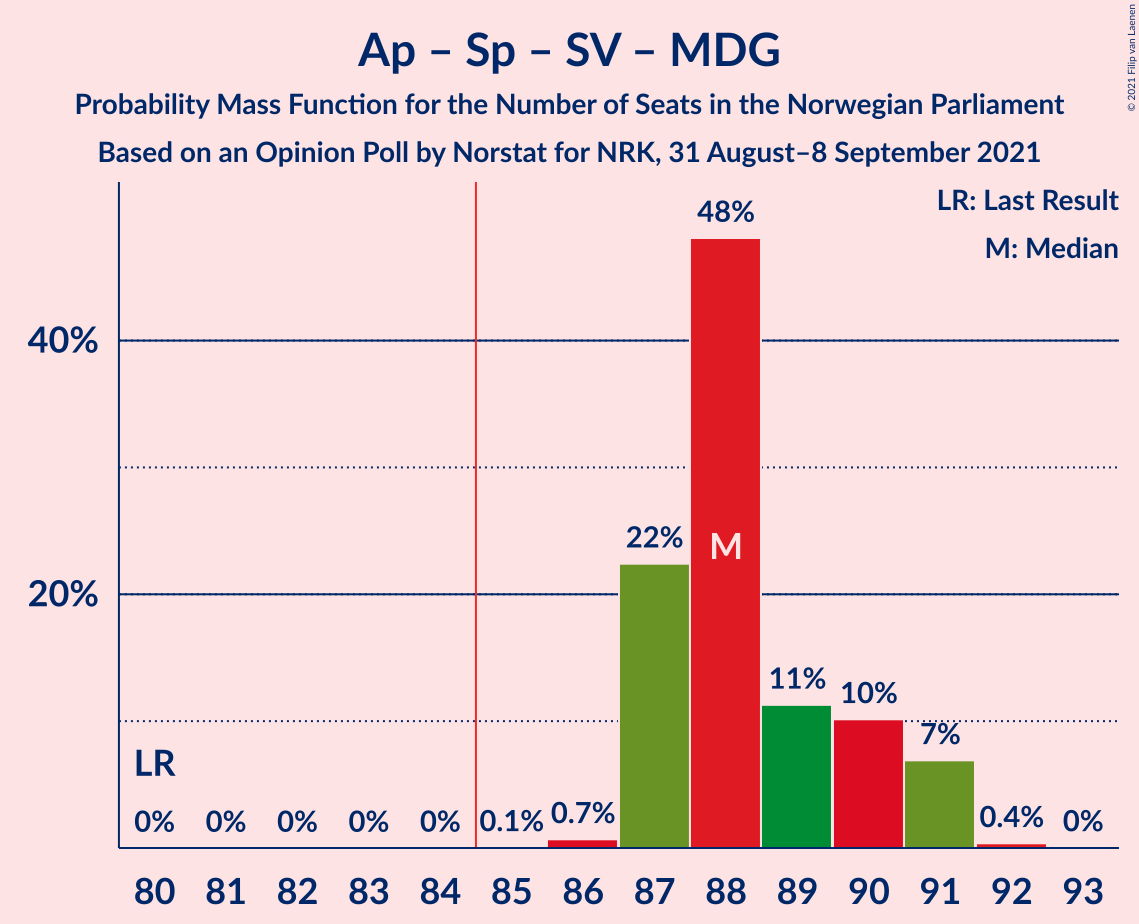 Ap – Sp – SV – MDG
Probability Mass Function for the Number of Seats in the Norwegian Parliament
Based on an Opinion Poll by Norstat for NRK, 31 August–8 September 2021
© 2021 Filip van Laenen
LR: Last Result
M: Median
40%
20%
LR
M
0%
0%
0%
0%
0%
0.1%
0.7%
22%
48%
11%
10%
7%
0.4%
0%
80 81 82 83 84 85 86 87 88 89 90 91 92 93